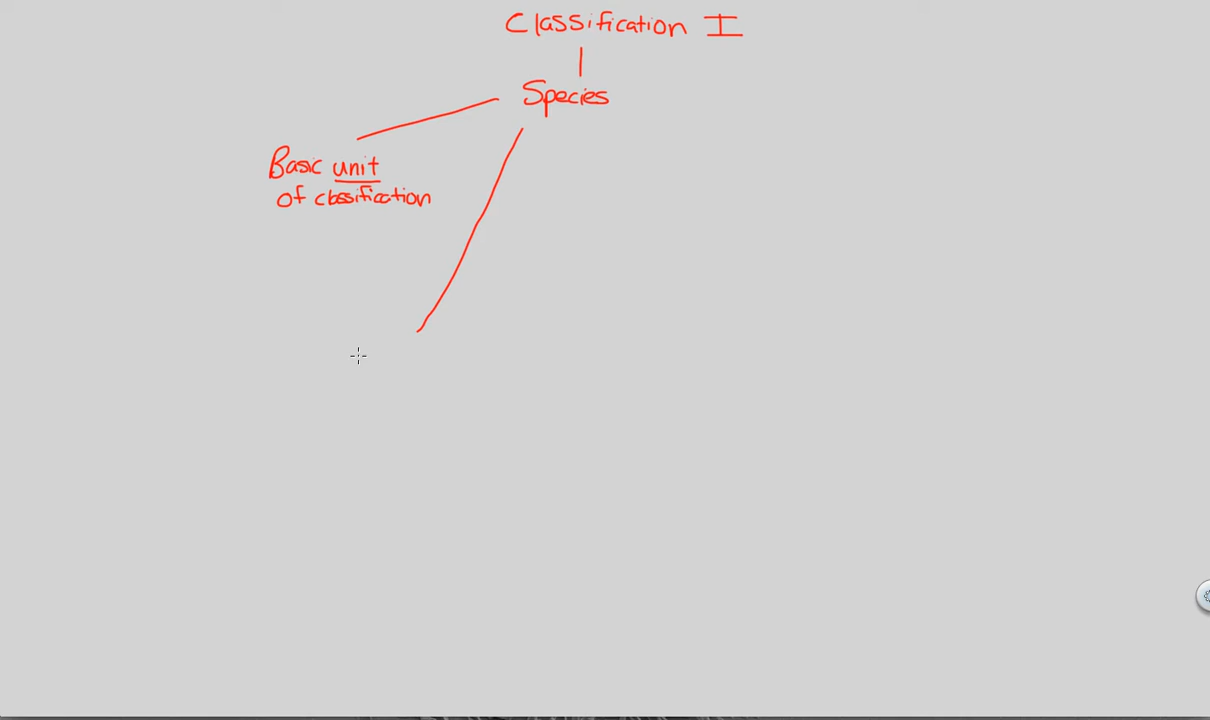 Classification I
Species
Basic unit
of classification